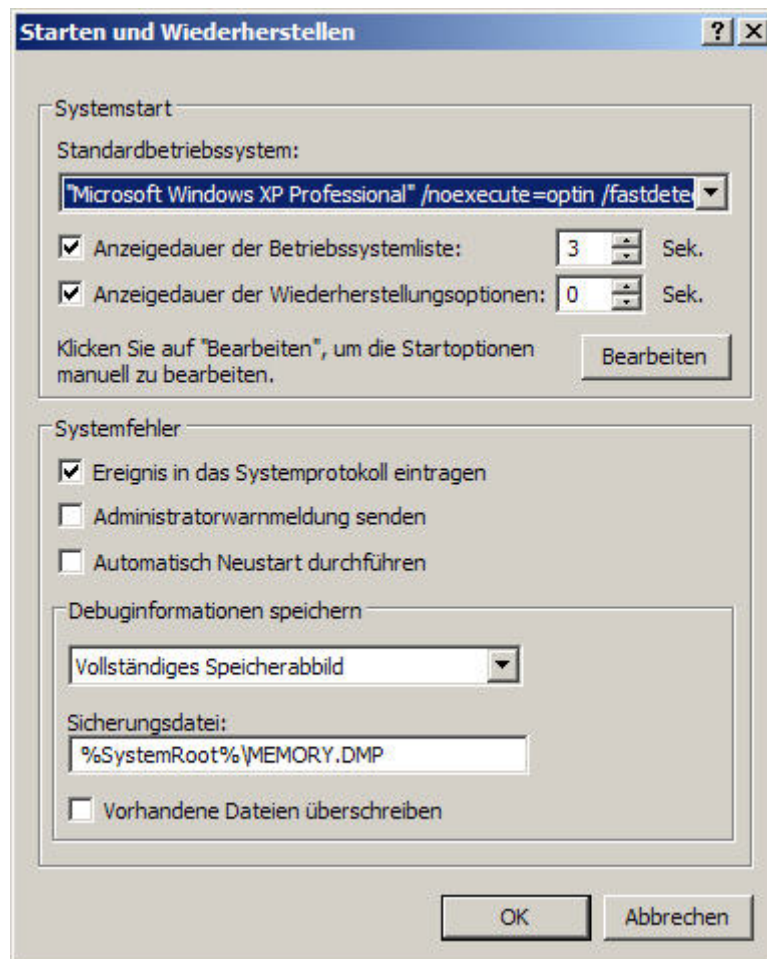 Starten und Wiederherstellen
Systemstart
Standardbetriebssystem:
"Microsoft Windows XP Professional" /noexecute=optin /fastdete
Anzeigedauer der Betriebssystemliste: 3 Sek.
Anzeigedauer der Wiederherstellungsoptionen: 0 Sek.
Klicken Sie auf "Bearbeiten", um die Startoptionen
manuell zu bearbeiten.
Bearbeiten
Systemfehler
Ereignis in das Systemprotokoll eintragen
Administratorwarnmeldung senden
Automatisch Neustart durchführen
Debuginformationen speichern
Vollständiges Speicherabbild
Sicherungsdatei:
%SystemRoot%\MEMORY.DMP
Vorhandene Dateien überschreiben
OK Abbrechen